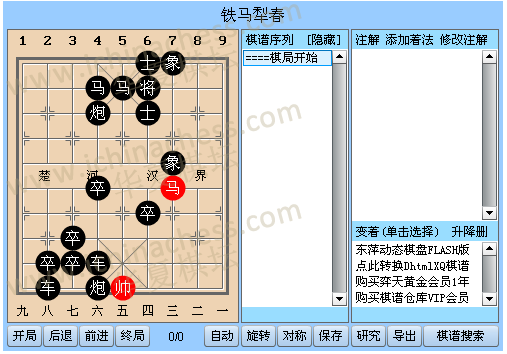 铁马犁春
1 2 3 4 5 6 7 8 9
士 象
马 马 将
炮 士
象
楚 河 汉 界
卒 马
卒
卒
卒 卒 车
车 炮 帅
九 八 七 六 五 四 三 二 一
棋谱序列 [隐藏]
====棋局开始
注解 添加着法 修改注解
变着(单击选择) 升降删
东萍动态棋盘FLASH版
点此转换DhtmlXQ棋谱
购买弈天黄金会员1年
购买棋谱仓库VIP会员
开局 后退 前进 终局 0/0 自动 旋转 对称 保存 研究 导出 棋谱搜索